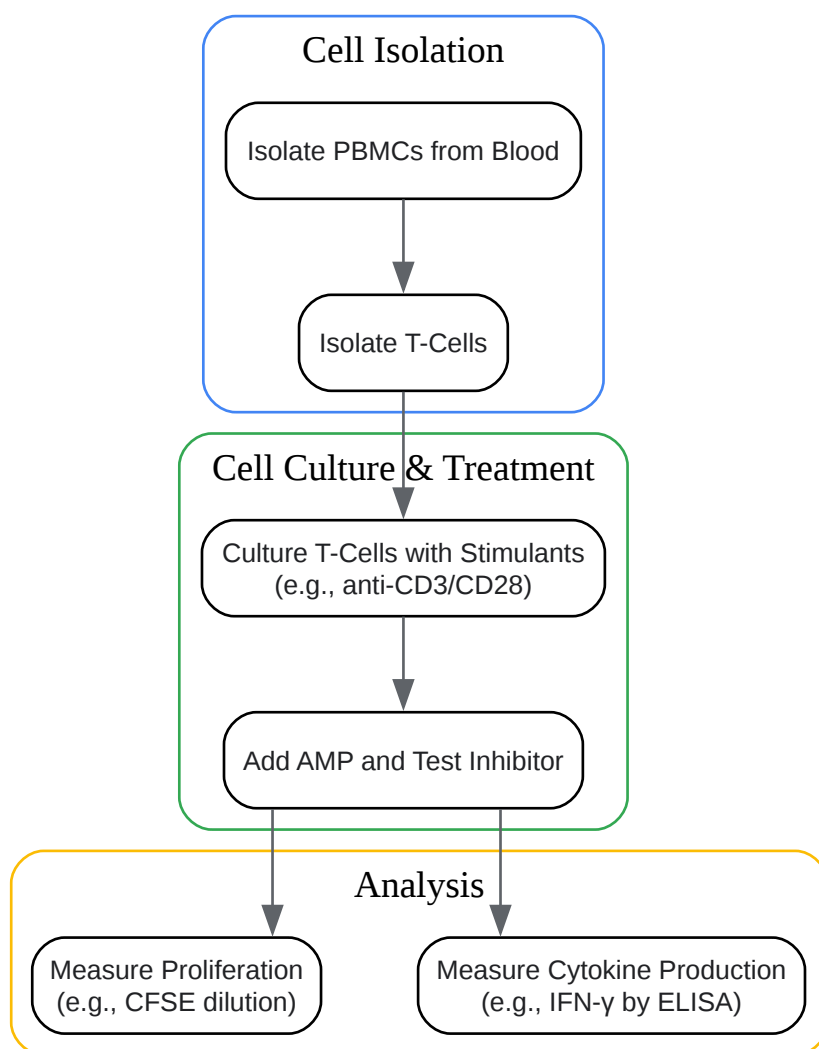 Cell Isolation
Isolate PBMCs from Blood
Isolate T-Cells
Cell Culture & Treatment
Culture T-Cells with Stimulants
(e.g., anti-CD3/CD28)
Add AMP and Test Inhibitor
Analysis
Measure Proliferation
(e.g., CFSE dilution)
Measure Cytokine Production
(e.g., IFN-γ by ELISA)